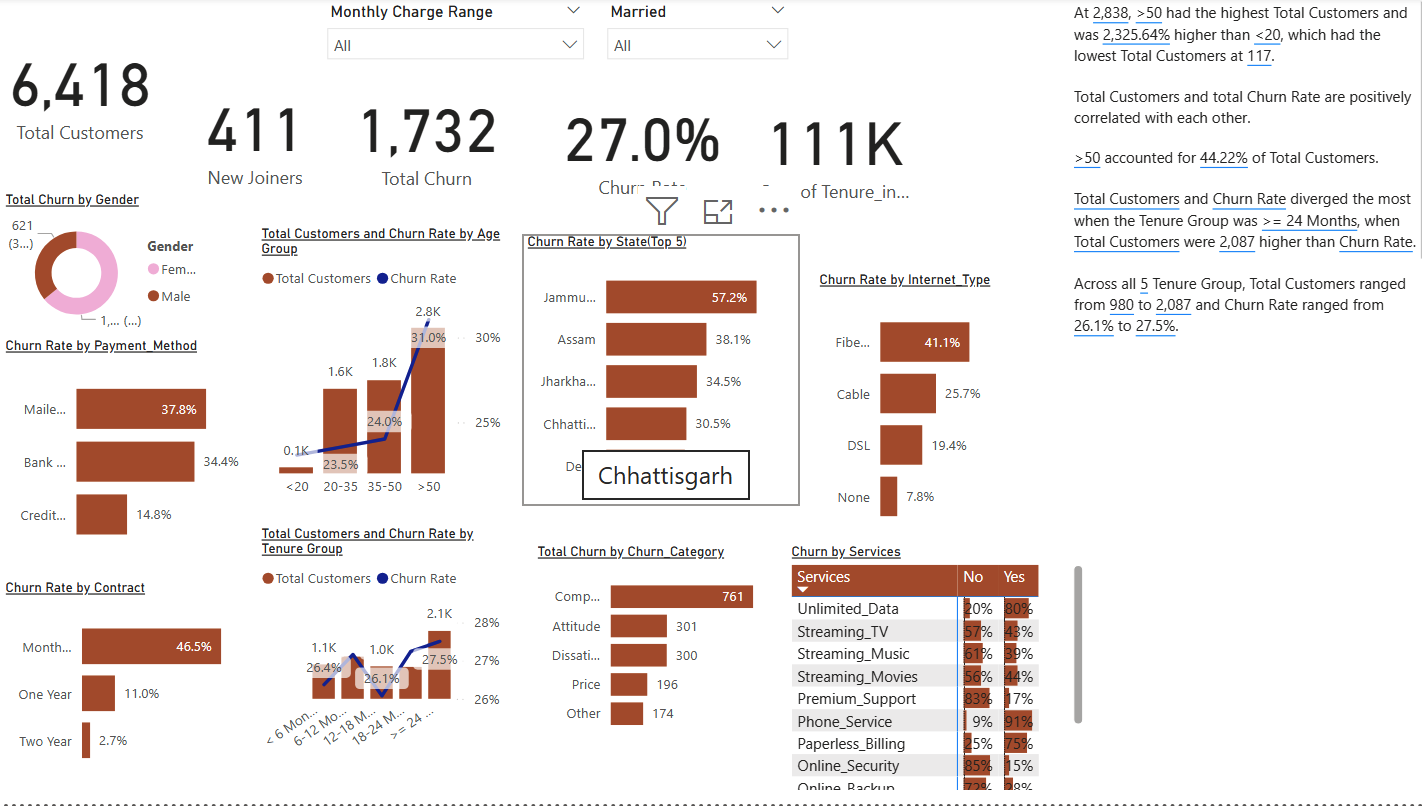 Monthly Charge Range
All
Married
All
6,418
Total Customers
411
New Joiners
1,732
Total Churn
27.0%
Churn Rate
111K
of Tenure_in...
Total Churn by Gender
621
(3...)
1,... (...)
Gender
Fem...
Male
Churn Rate by Payment_Method
Maile...
37.8%
Bank ...
34.4%
Credit...
14.8%
Churn Rate by Contract
Month...
46.5%
One Year
11.0%
Two Year
2.7%
Total Customers and Churn Rate by Age
Group
Total Customers
Churn Rate
0.1K
1.6K
1.8K
2.8K
23.5%
24.0%
31.0%
30%
25%
<20
20-35
35-50
>50
Total Customers and Churn Rate by
Tenure Group
Total Customers
Churn Rate
1.1K
1.0K
2.1K
26.4%
26.1%
27.5%
28%
27%
26%
< 6 Mon...
6-12 Mo...
12-18 M...
18-24 M...
>= 24 ...
Churn Rate by State(Top 5)
Jammu...
57.2%
Assam
38.1%
Jharkha...
34.5%
Chhatti...
30.5%
De
Chhattisgarh
Total Churn by Churn_Category
Comp...
761
Attitude
301
Dissati...
300
Price
196
Other
174
Churn Rate by Internet_Type
Fibe...
41.1%
Cable
25.7%
DSL
19.4%
None
7.8%
Churn by Services
Services No Yes
Unlimited_Data 20% 80%
Streaming_TV 57% 43%
Streaming_Music 61% 39%
Streaming_Movies 56% 44%
Premium_Support 83% 17%
Phone_Service 9% 91%
Paperless_Billing 25% 75%
Online_Security 85% 15%
Online_Backup 72% 28%
At 2,838, >50 had the highest Total Customers and
was 2,325.64% higher than <20, which had the
lowest Total Customers at 117.
Total Customers and total Churn Rate are positively
correlated with each other.
>50 accounted for 44.22% of Total Customers.
Total Customers and Churn Rate diverged the most
when the Tenure Group was >= 24 Months, when
Total Customers were 2,087 higher than Churn Rate.
Across all 5 Tenure Group, Total Customers ranged
from 980 to 2,087 and Churn Rate ranged from
26.1% to 27.5%.